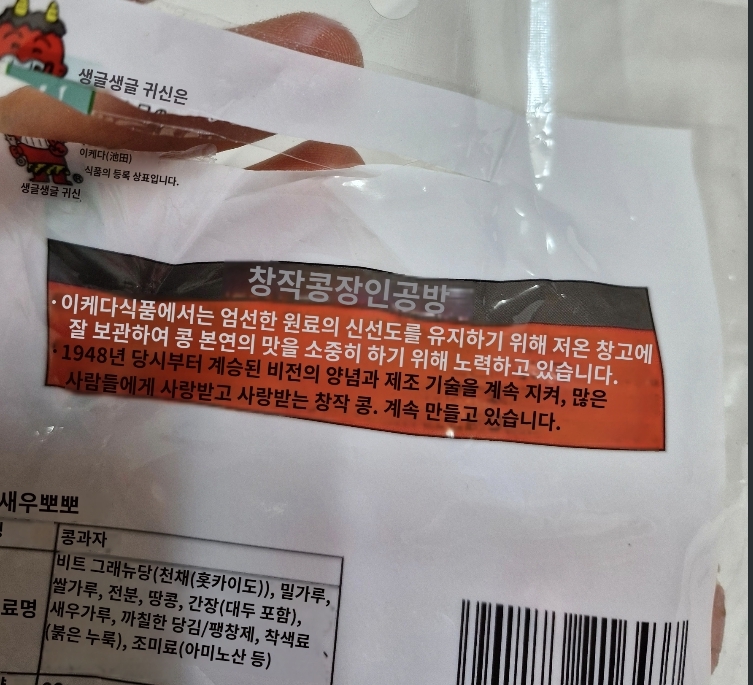 생글생글 귀신은
이케다(池田)
식품의 등록 상표입니다.
생글생글 귀신
창작콩장인공방
·이케다식품에서는 엄선한 원료의 신선도를 유지하기 위해 저온 창고에
잘 보관하여 콩 본연의 맛을 소중히 하기 위해 노력하고 있습니다.
·1948년 당시부터 계승된 비전의 양념과 제조 기술을 계속 지켜, 많은
사람들에게 사랑받고 사랑받는 창작 콩. 계속 만들고 있습니다.
새우뽀뽀
콩과자
료명
비트 그래뉴당(천채(홋카이도)), 밀가루,
쌀가루, 전분, 땅콩, 간장(대두 포함),
새우가루, 까칠한 당김/팽창제, 착색료
(붉은 누룩), 조미료(아미노산 등)